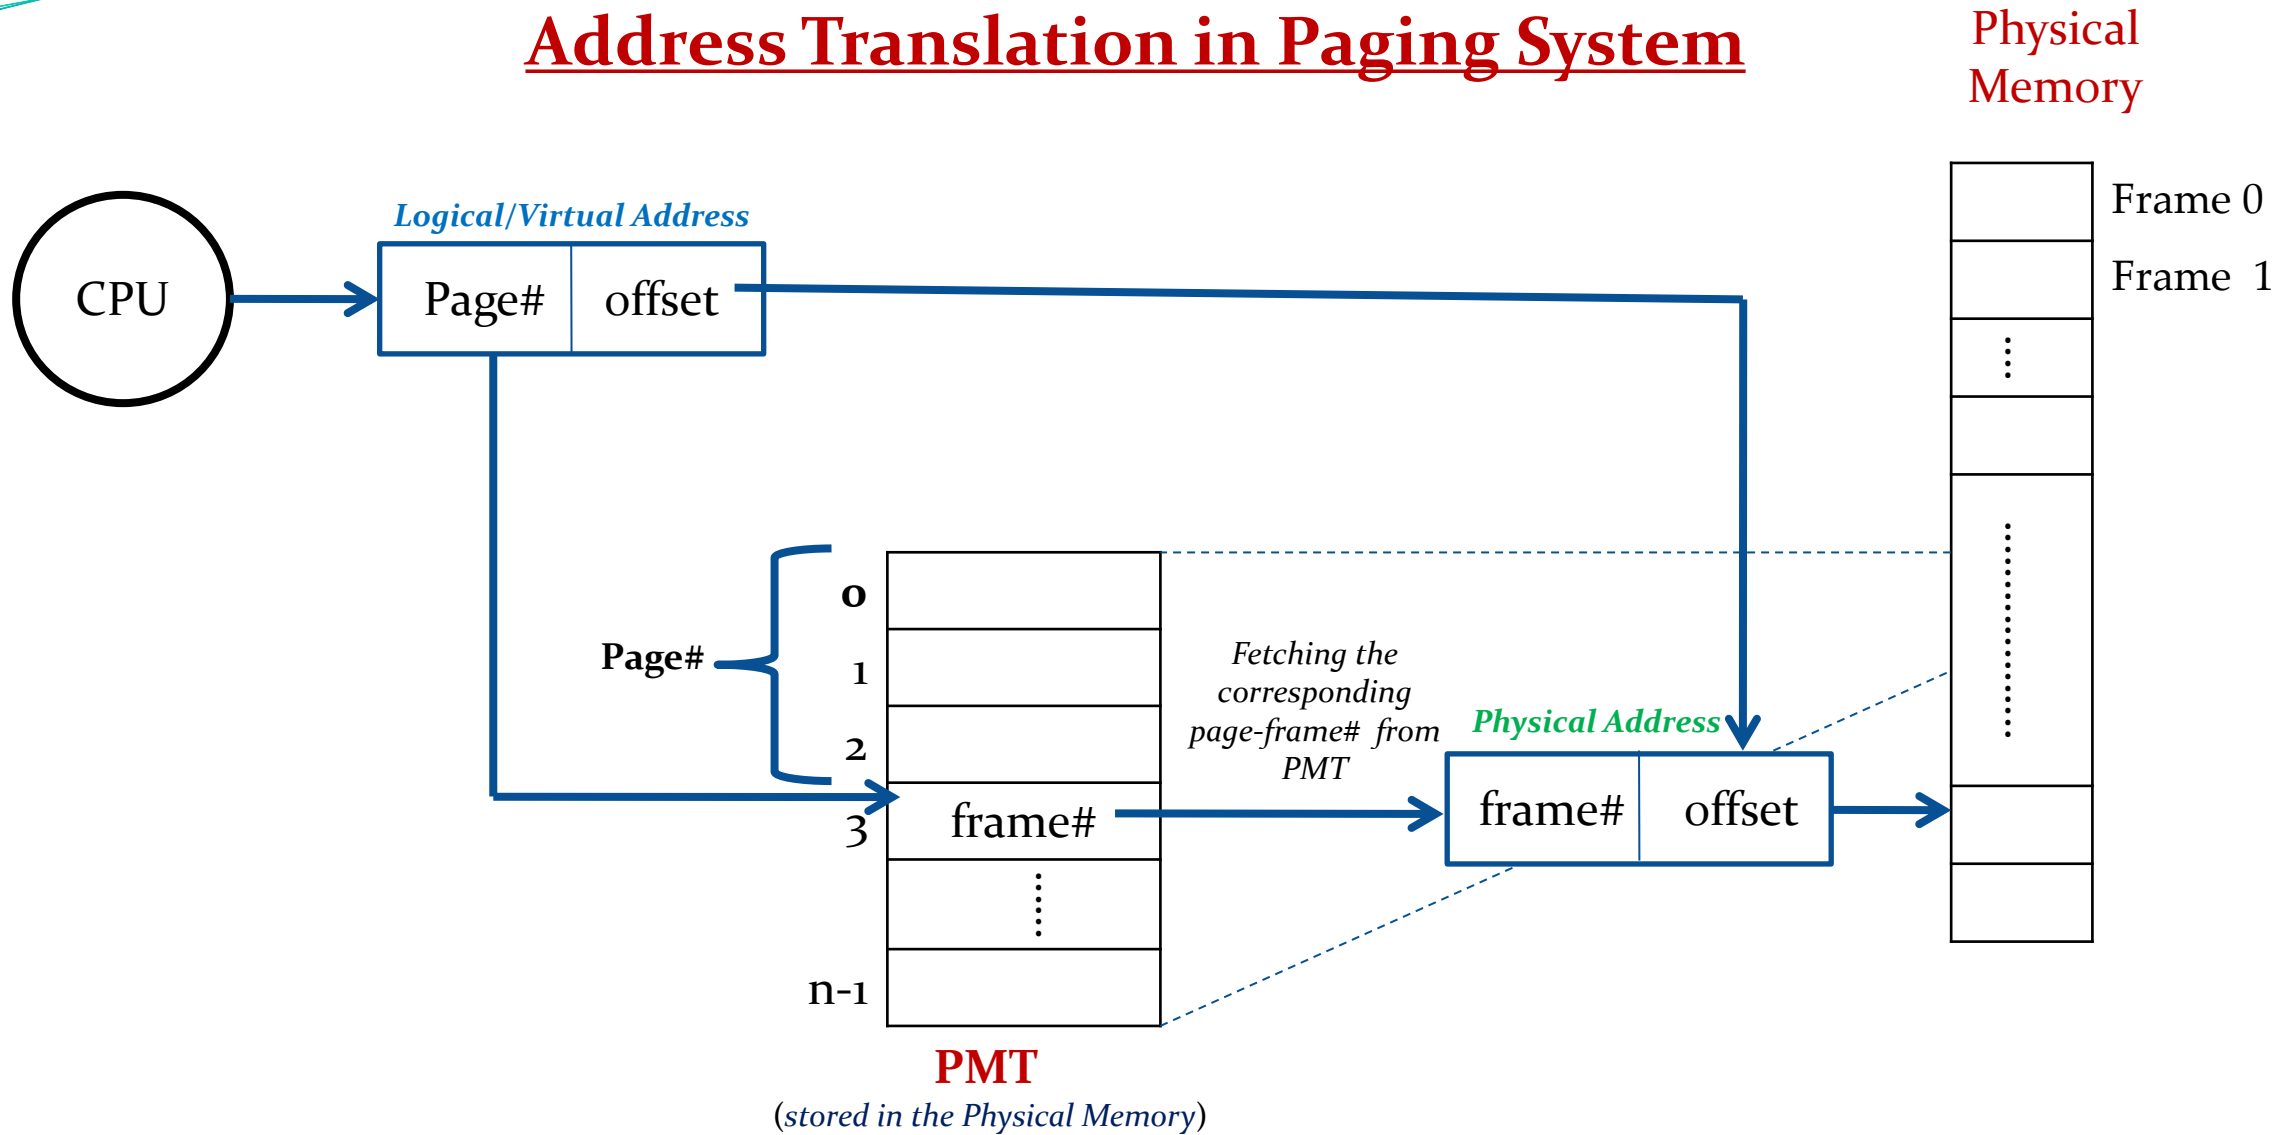 Address Translation in Paging System
Physical
Memory
Frame 0
Frame 1
Logical/Virtual Address
CPU
Page# offset
Page#
0
1
2
3
n-1
frame#
Fetching the
corresponding
page-frame# from
PMT
Physical Address
frame# offset
PMT
(stored in the Physical Memory)